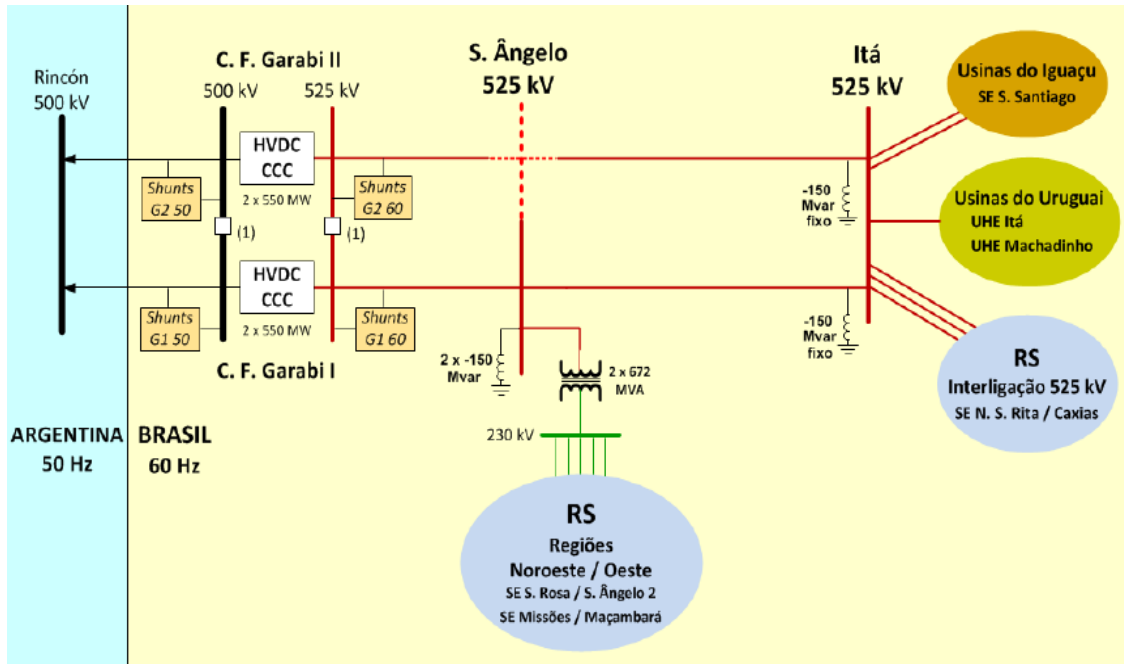 C. F. Garabi II
500 kV
525 kV
Rincón
500 kV
S. Ângelo
525 kV
Itá
525 kV
Usinas do Iguaçu
SE S. Santiago
HVDC
CCC
2 x 550 MW
Shunts
G2 50
Shunts
G2 60
(1)
(1)
-150
Mvar
fixo
Usinas do Uruguai
UHE Itá
UHE Machadinho
HVDC
CCC
2 x 550 MW
Shunts
G1 50
Shunts
G1 60
C. F. Garabi I
2 x -150
Mvar
2 x 672
MVA
-150
Mvar
fixo
RS
Interligação 525 kV
SE N. S. Rita / Caxias
ARGENTINA
50 Hz
BRASIL
60 Hz
230 kV
RS
Regiões
Noroeste / Oeste
SE S. Rosa / S. Ângelo 2
SE Missões / Maçambará